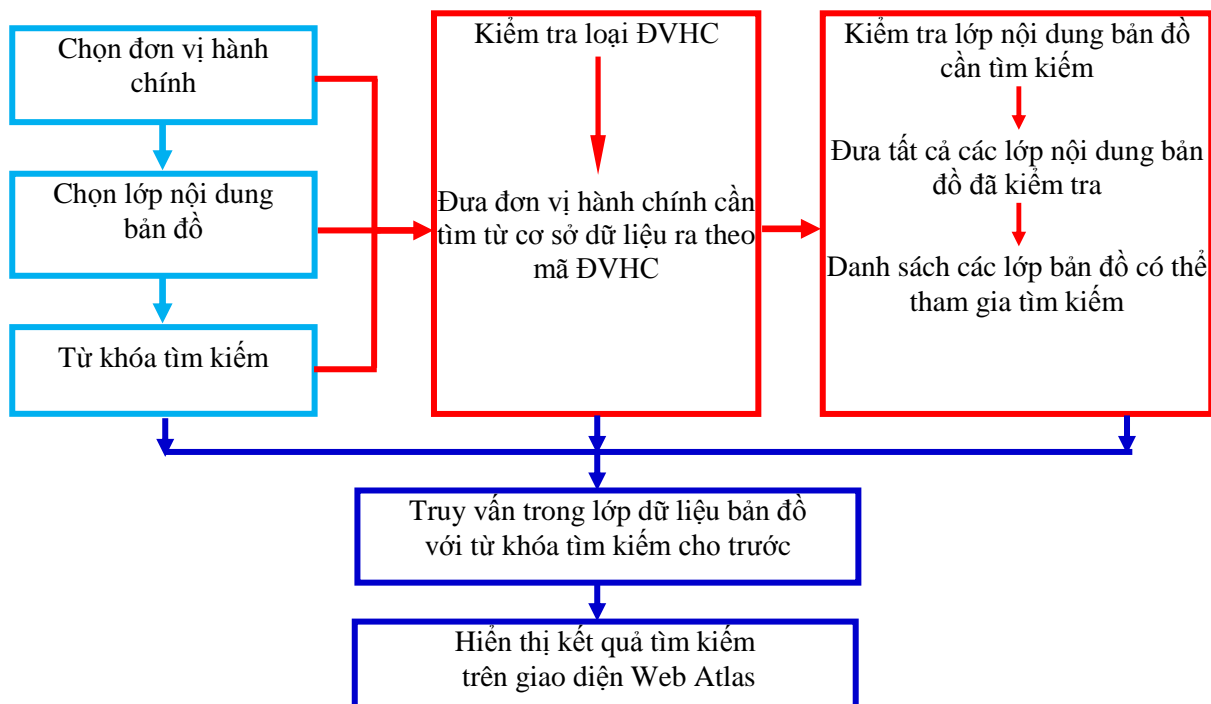 Chọn đơn vị hành
chính
Chọn lớp nội dung
bản đồ
Từ khóa tìm kiếm
Kiểm tra loại ĐVHC
Đưa đơn vị hành chính cần
tìm từ cơ sở dữ liệu ra theo
mã ĐVHC
Kiểm tra lớp nội dung bản đồ
cần tìm kiếm
Đưa tất cả các lớp nội dung bản
đồ đã kiểm tra
Danh sách các lớp bản đồ có thể
tham gia tìm kiếm
Truy vấn trong lớp dữ liệu bản đồ
với từ khóa tìm kiếm cho trước
Hiển thị kết quả tìm kiếm
trên giao diện Web Atlas